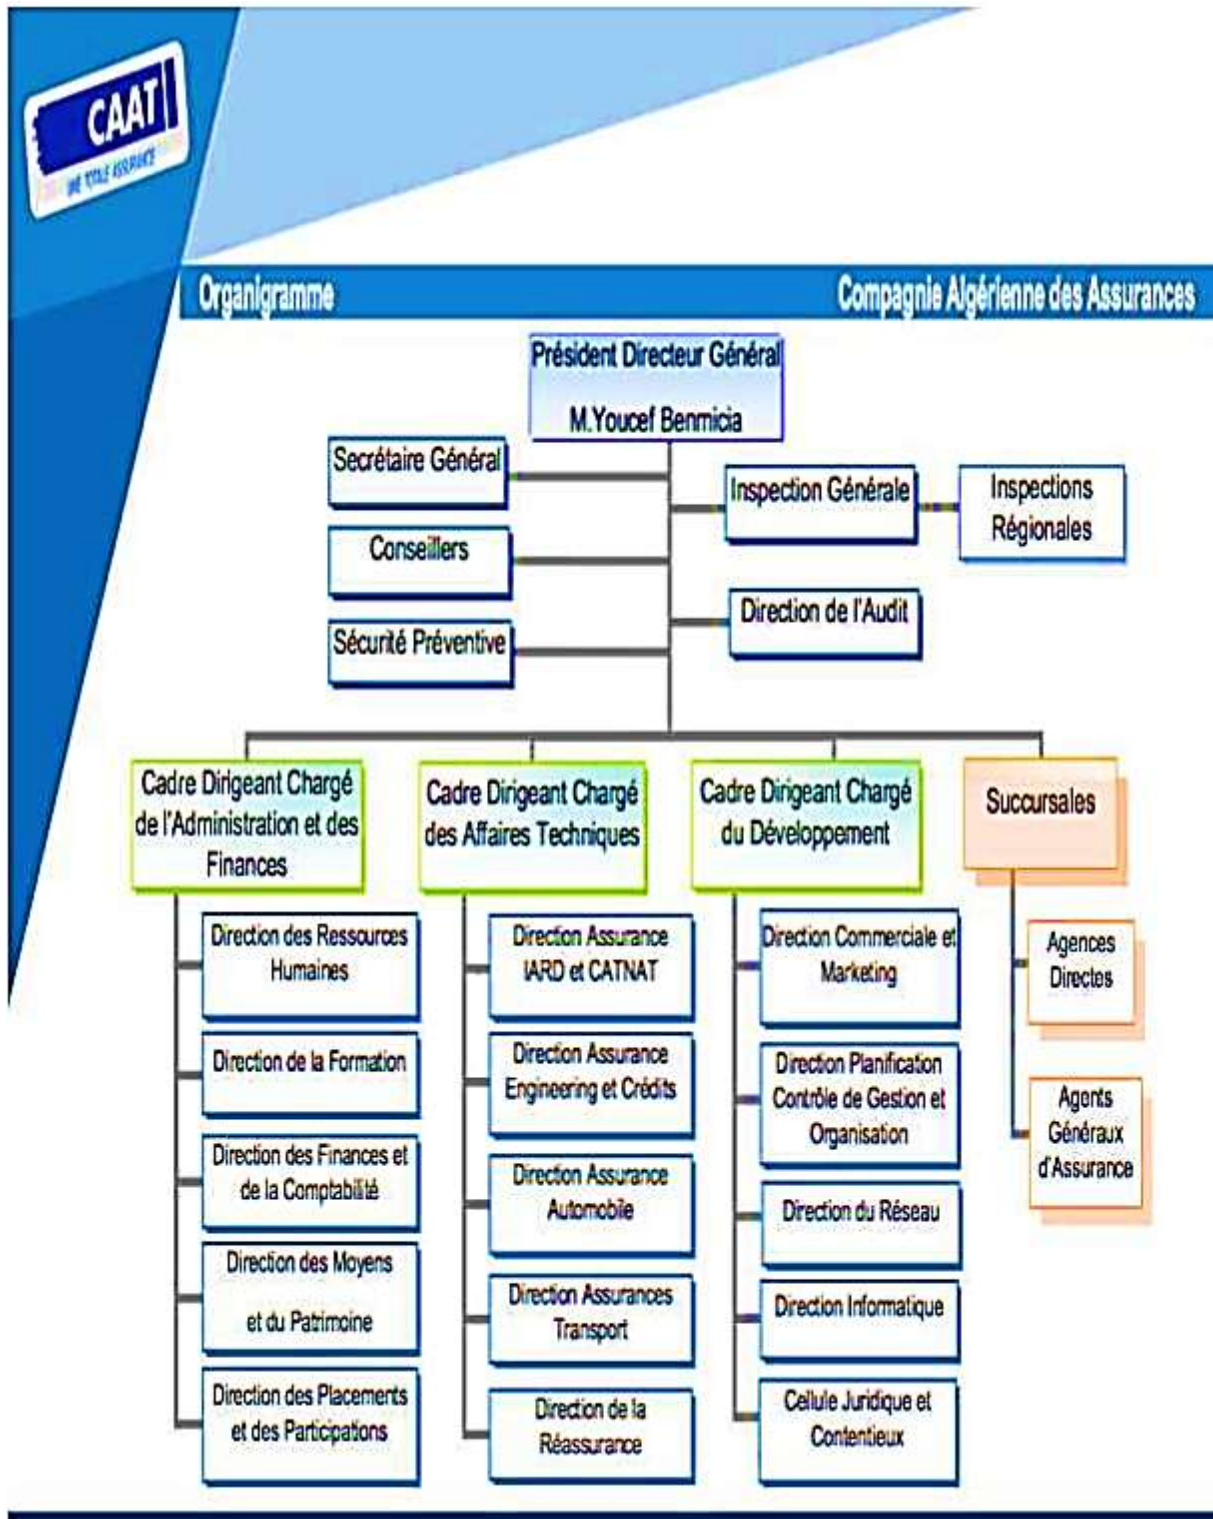 CAAT
UNE TOTALE ASSURANCE
Organigramme
Compagnie Algérienne des Assurances
Président Directeur Général
M.Youcef Benmicia
Secrétaire Général
Inspection Générale
Inspections
Régionales
Conseillers
Direction de l'Audit
Sécurité Préventive
Cadre Dirigeant Chargé
de l'Administration et des
Finances
Cadre Dirigeant Chargé
des Affaires Techniques
Cadre Dirigeant Chargé
du Développement
Succursales
Direction des Ressources
Humaines
Direction de la Formation
Direction des Finances et
de la Comptabilité
Direction des Moyens
et du Patrimoine
Direction des Placements
et des Participations
Direction Assurance
IARD et CATNAT
Direction Assurance
Engineering et Crédits
Direction Assurance
Automobile
Direction Assurances
Transport
Direction de la
Réassurance
Direction Commerciale et
Marketing
Direction Planification
Contrôle de Gestion et
Organisation
Direction du Réseau
Direction Informatique
Cellule Juridique et
Contentieux
Agences
Directes
Agents
Généraux
d'Assurance